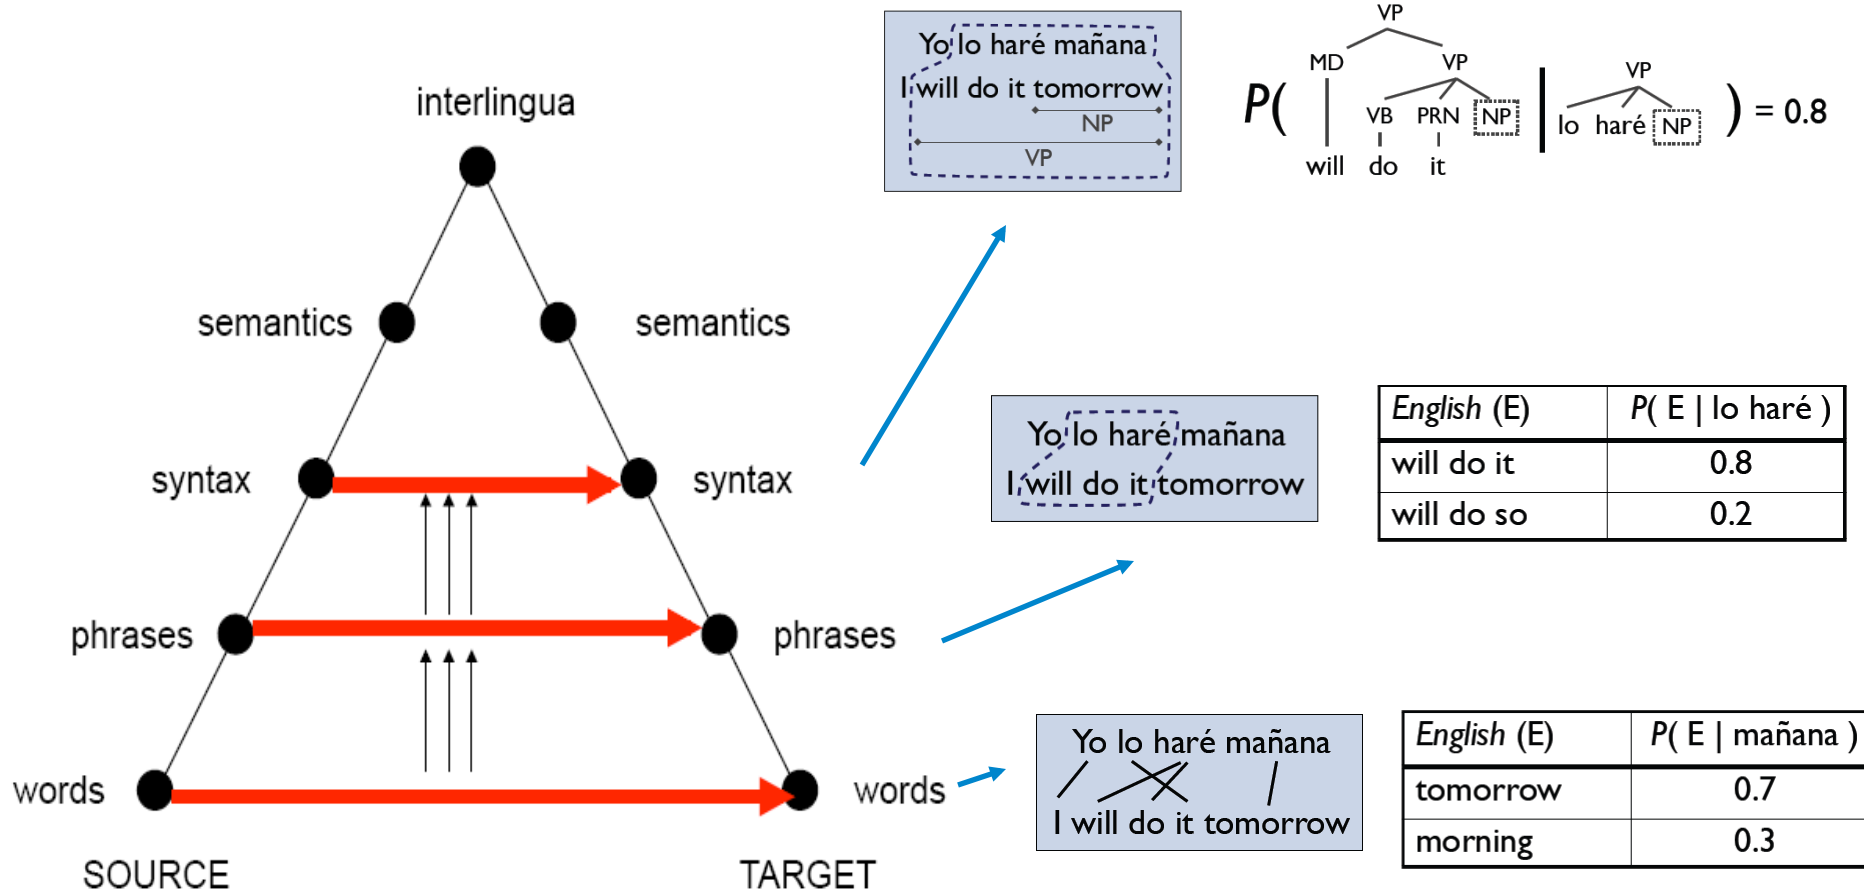 interlingua
semantics
semantics
syntax
syntax
phrases
phrases
words
words
SOURCE
TARGET
Yo lo haré mañana
I will do it tomorrow
NP
VP
VP
MD VP
VB PRN NP
will do it
P( | ) = 0.8
VP
lo haré NP
Yo lo haré mañana
I will do it tomorrow
English (E) P( E | lo haré )
will do it 0.8
will do so 0.2
Yo lo haré mañana
I will do it tomorrow
English (E) P( E | mañana )
tomorrow 0.7
morning 0.3